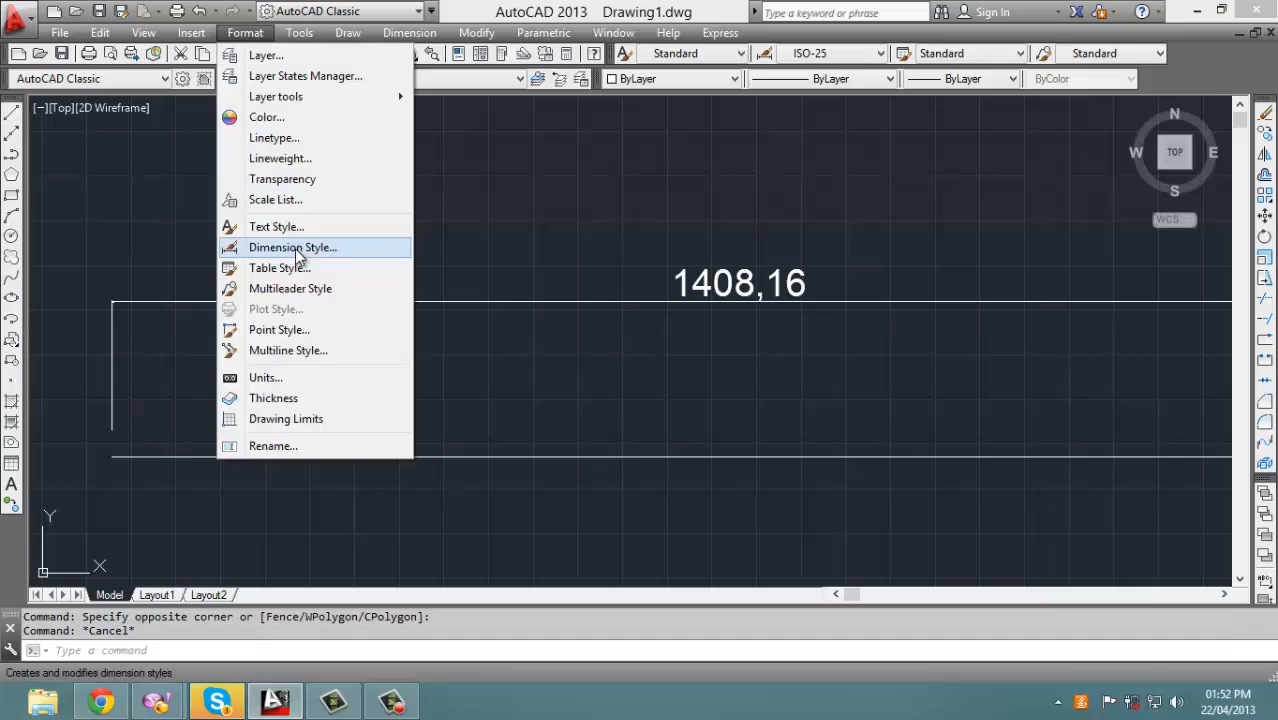 AutoCAD Classic
AutoCAD 2013 Drawing1.dwg
Type a keyword or phrase
Sign In
File Edit View Insert Format Tools Draw Dimension Modify Parametric Window Help Express
Standard ISO-25 Standard Standard
AutoCAD Classic
ByLayer ByLayer ByLayer ByColor
[−][Top][2D Wireframe]
Layer...
Layer States Manager...
Layer tools
Color...
Linetype...
Lineweight...
Transparency
Scale List...
Text Style...
Dimension Style...
Table Style...
Multileader Style
Plot Style...
Point Style...
Multiline Style...
Units...
Thickness
Drawing Limits
Rename...
1408,16
N
W TOP E
S
WCS
Y
X
Model Layout1 Layout2
Command: Specify opposite corner or [Fence/WPolygon/CPolygon]:
Command: *Cancel*
Type a command
Creates and modifies dimension styles
01:52 PM
22/04/2013